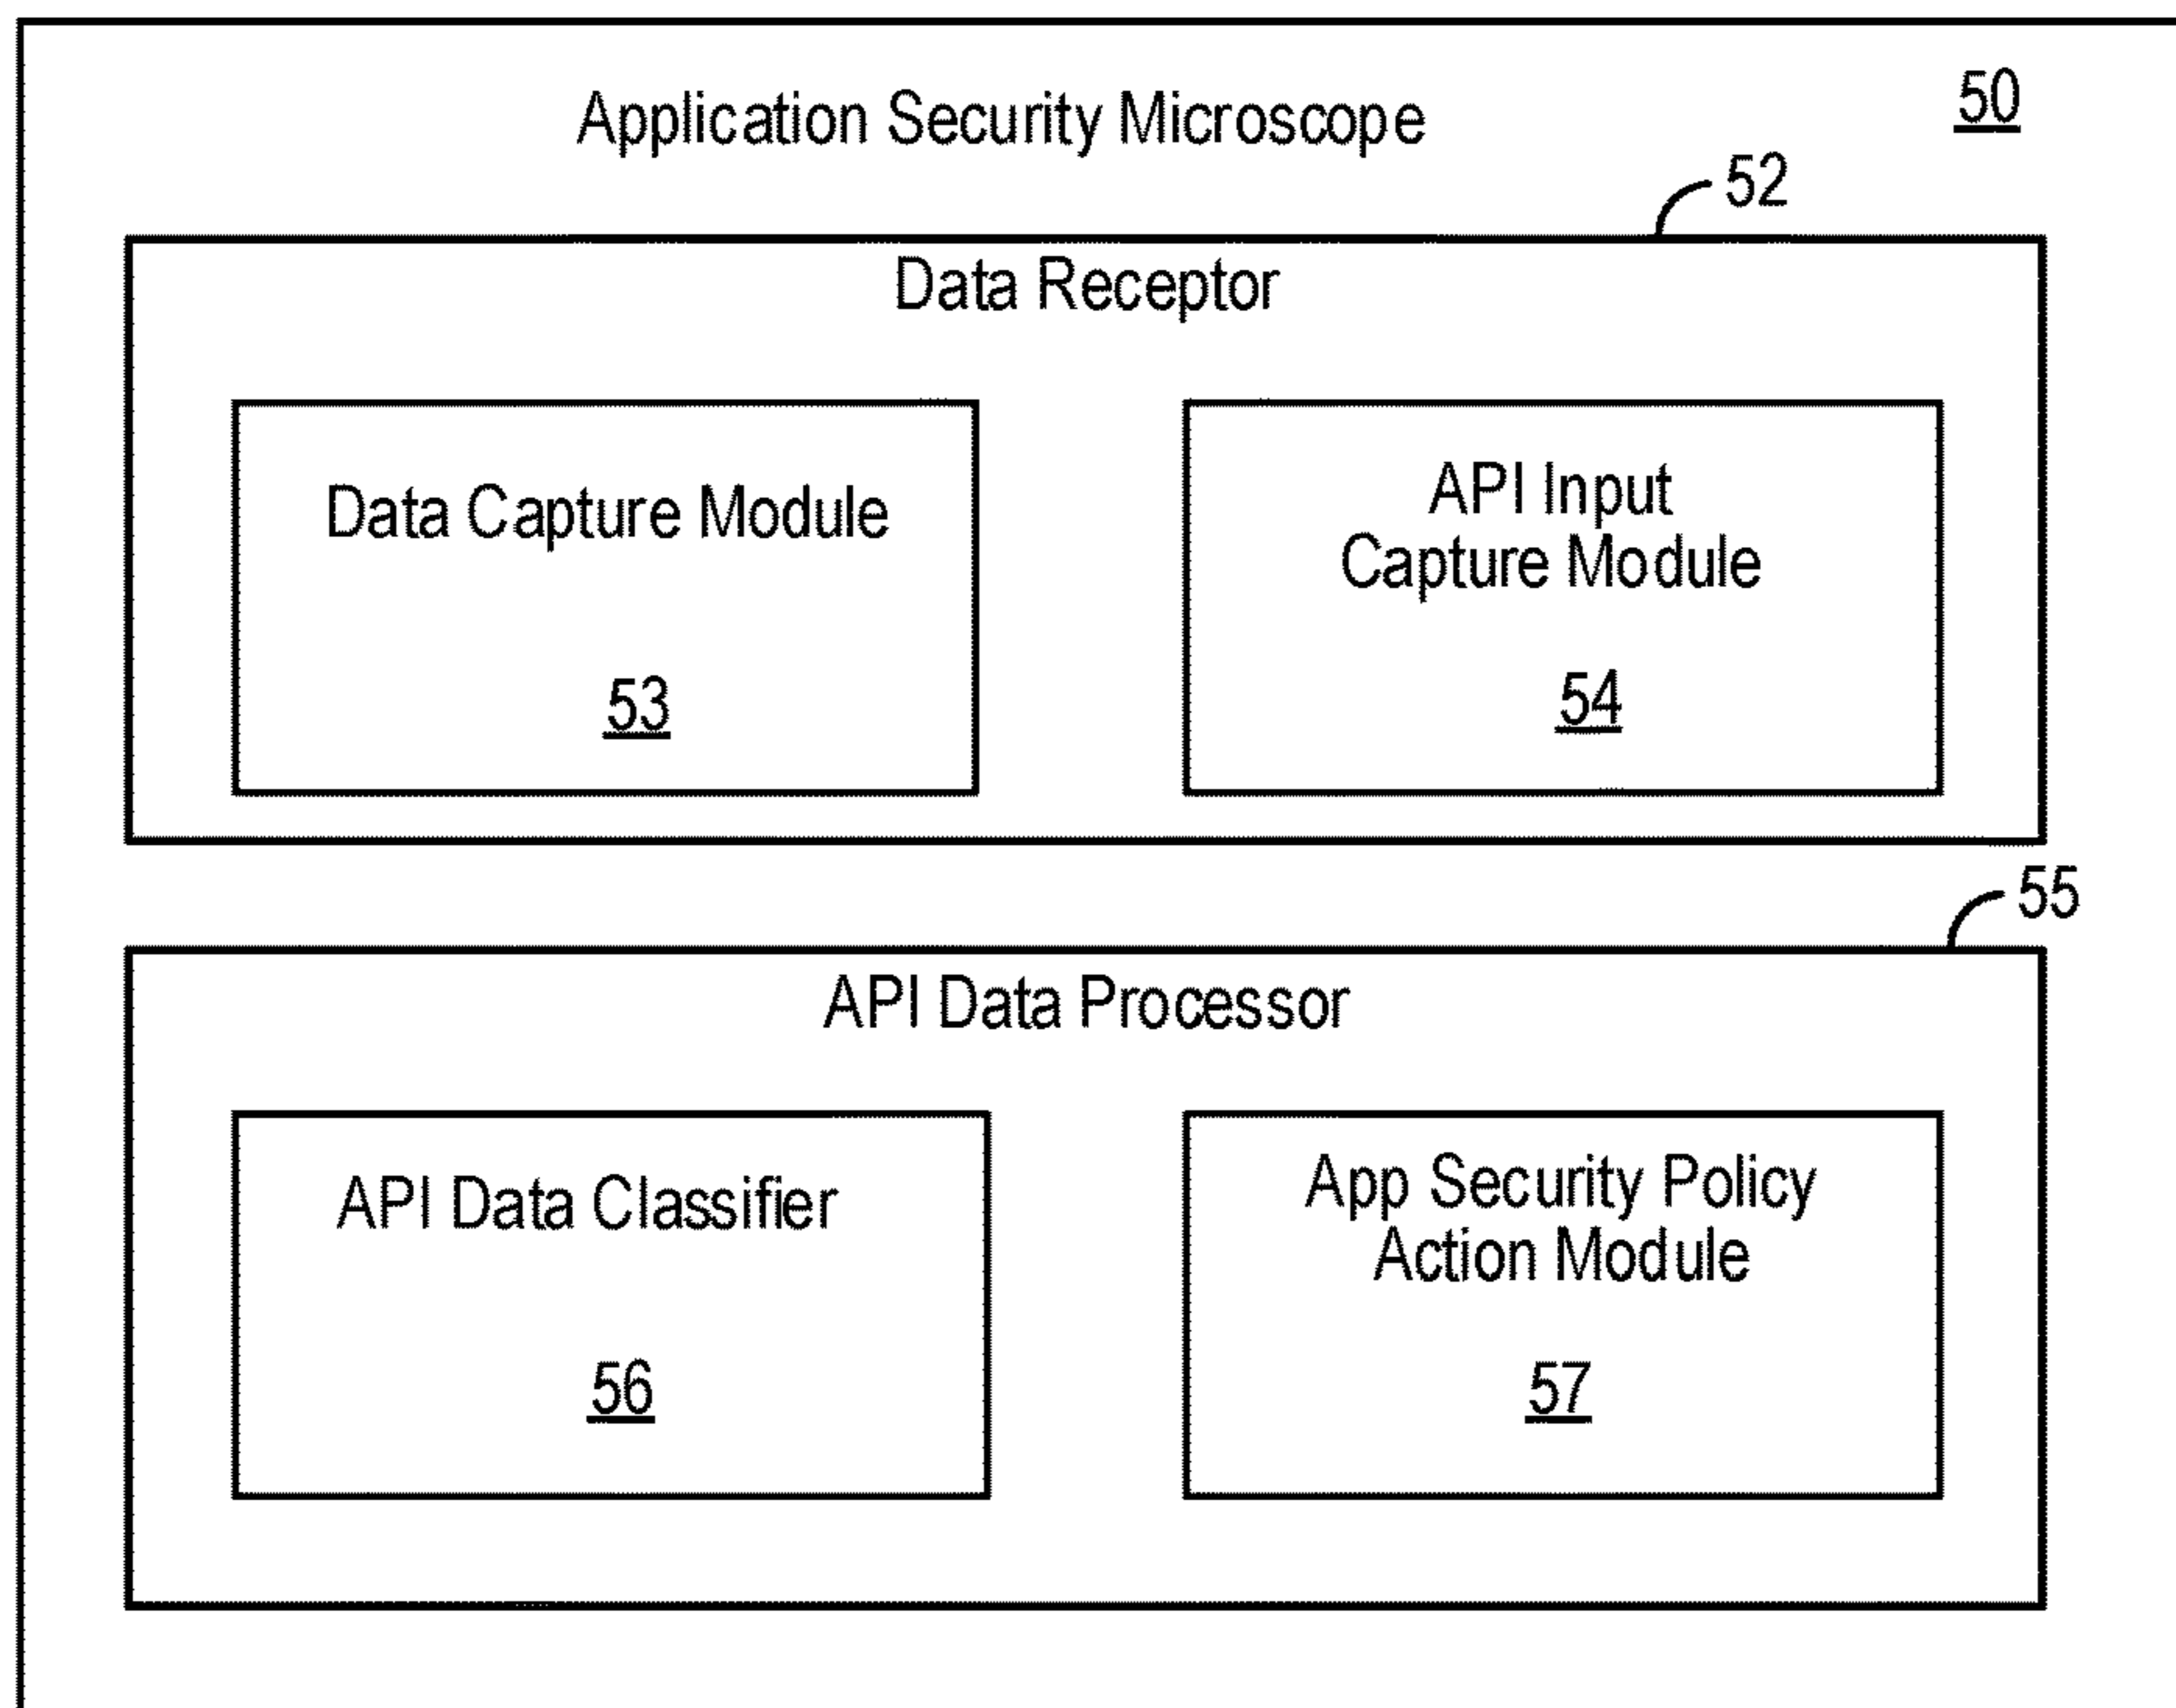 Application Security Microscope
50
52
Data Receptor
Data Capture Module
53
API Input
Capture Module
54
55
API Data Processor
API Data Classifier
56
App Security Policy
Action Module
57